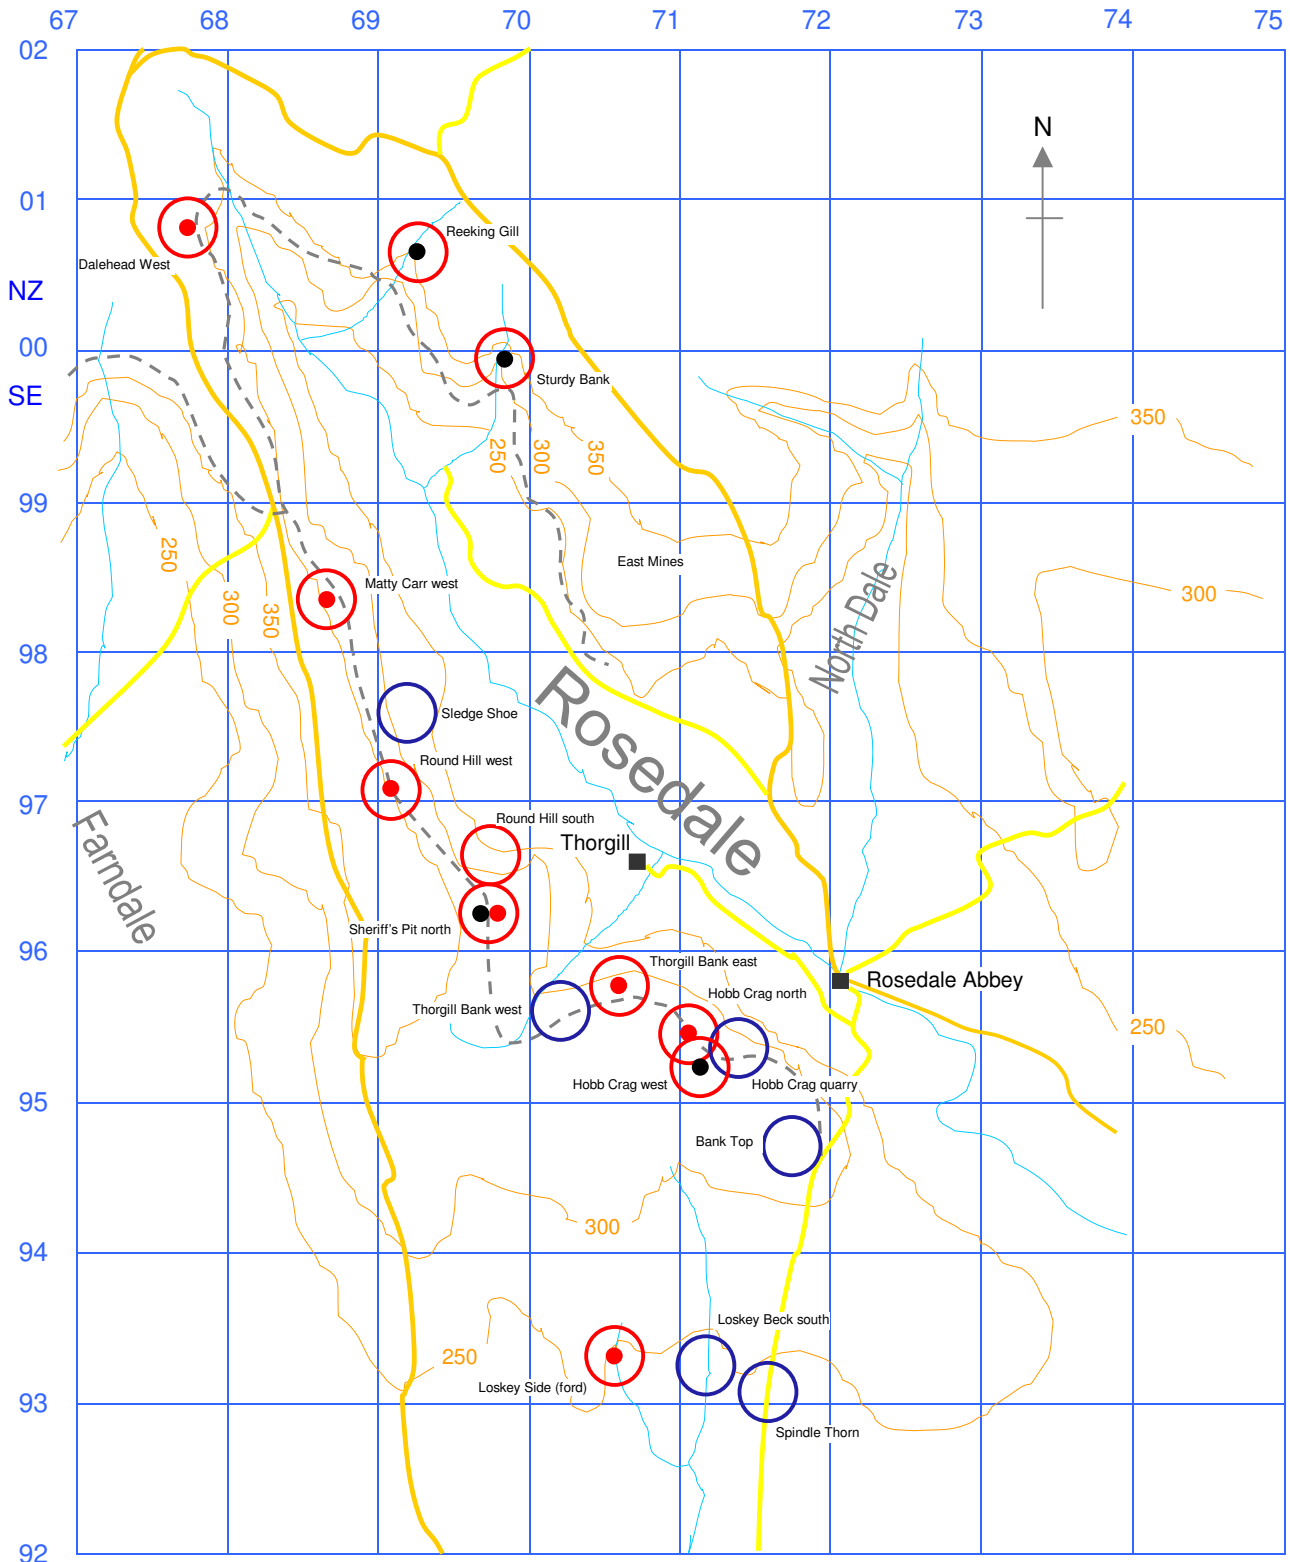 67 68 69 70 71 72 73 74 75
02
N
01
Reeking Gill
Dalehead West
NZ
00
Sturdy Bank
SE
350
250 300 350
99
East Mines
250
Matty Carr west
North Dale
300
300 350
98
Rosedale
Sledge Shoe
Round Hill west
97
Farndale
Round Hill south
Thorgill
Sheriff's Pit north
96
Thorgill Bank east
Rosedale Abbey
Hobb Crag north
Thorgill Bank west
250
Hobb Crag west
Hobb Crag quarry
95
Bank Top
300
94
Loskey Beck south
250
Loskey Side (ford)
93
Spindle Thorn
92